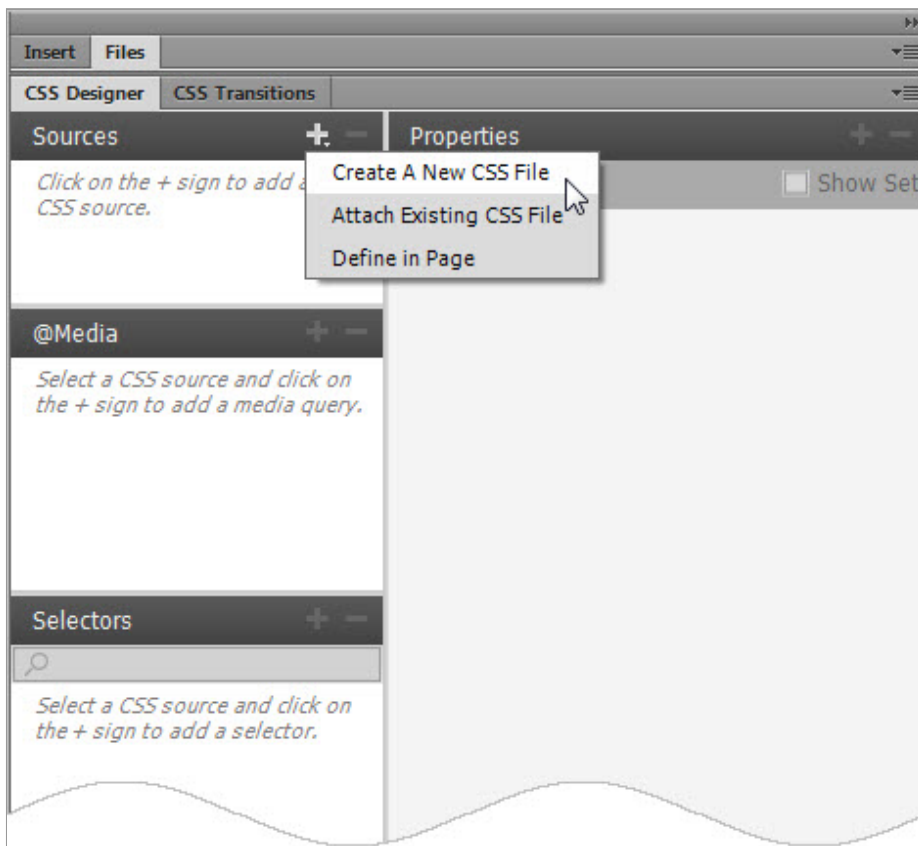 Insert Files
CSS Designer CSS Transitions
Sources
Click on the + sign to add a
CSS source.
Create A New CSS File
Attach Existing CSS File
Define in Page
Properties
Show Set
@Media
Select a CSS source and click on
the + sign to add a media query.
Selectors
Select a CSS source and click on
the + sign to add a selector.